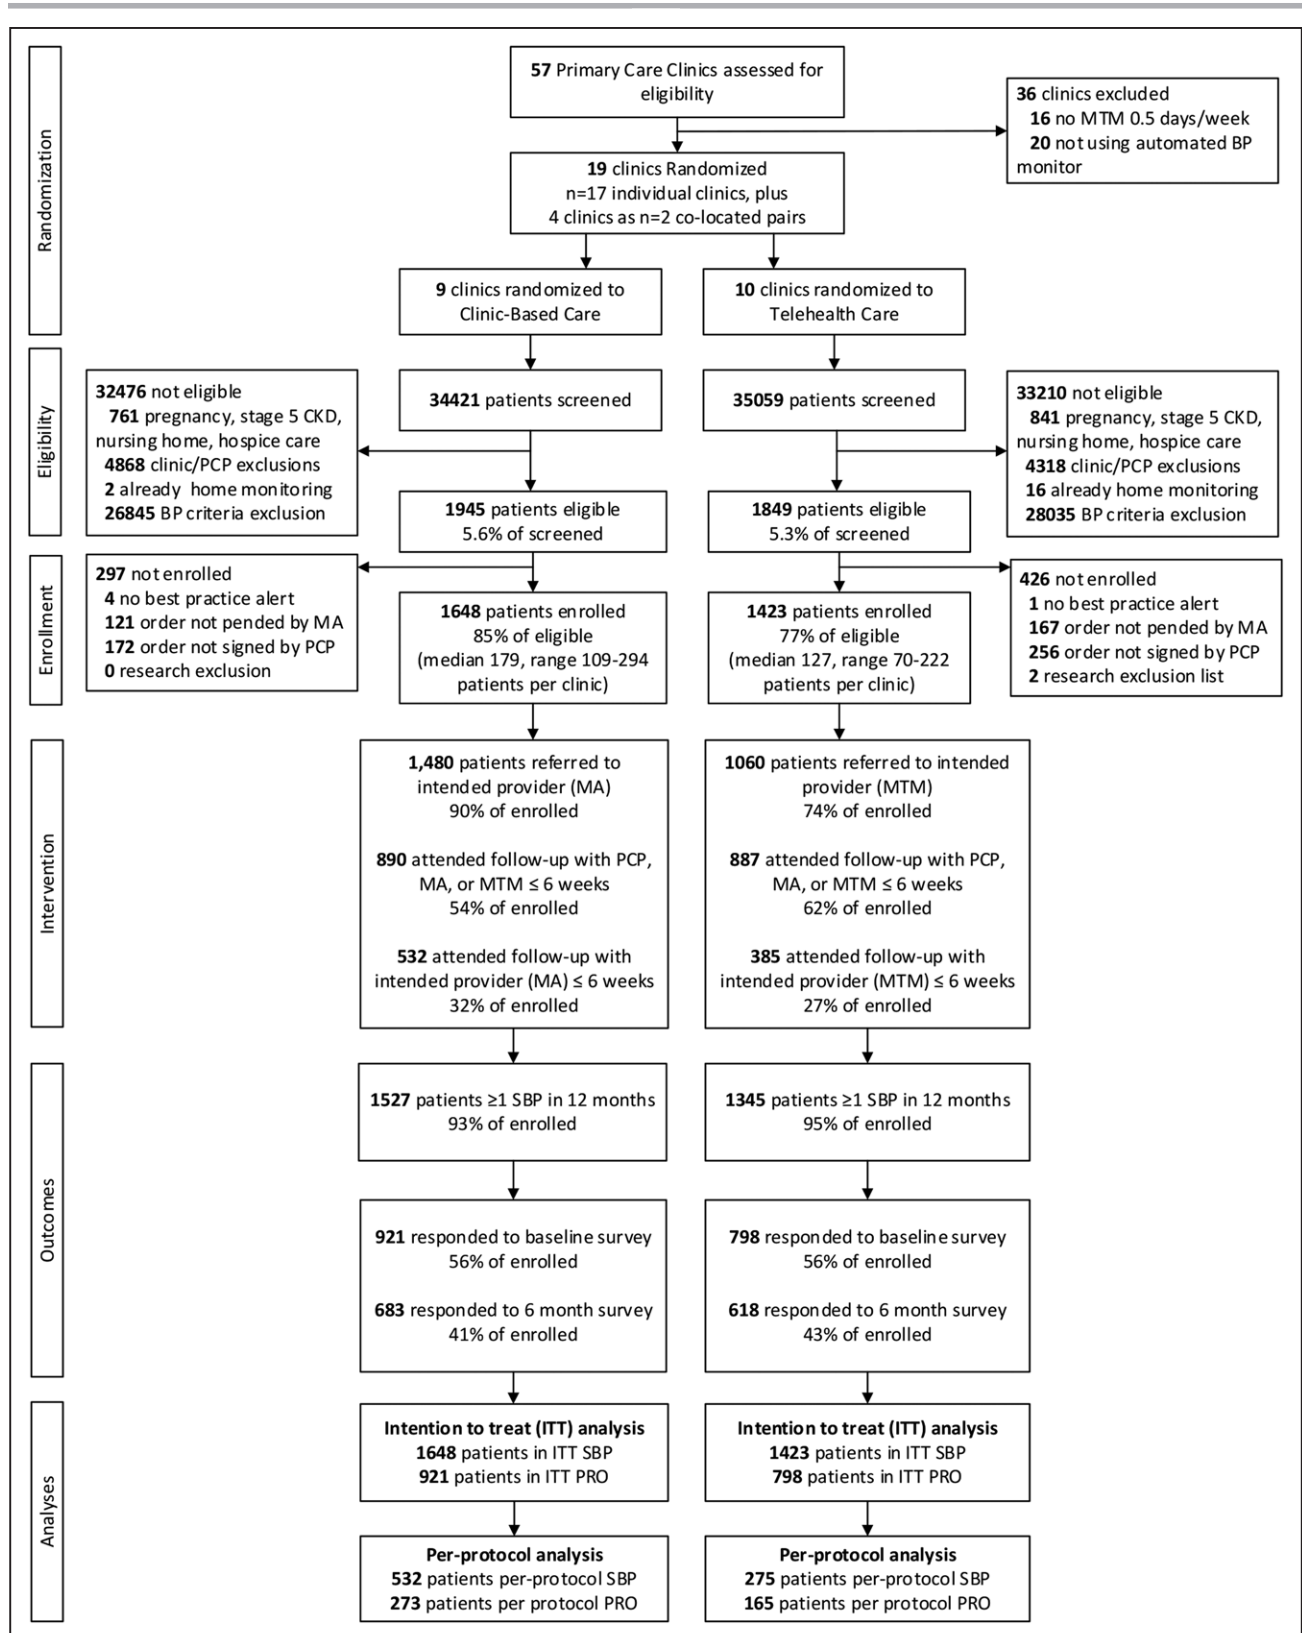 Randomization
57 Primary Care Clinics assessed for
eligibility
36 clinics excluded
16 no MTM 0.5 days/week
20 not using automated BP
monitor
19 clinics Randomized
n=17 individual clinics, plus
4 clinics as n=2 co-located pairs
9 clinics randomized to
Clinic-Based Care
10 clinics randomized to
Telehealth Care
Eligibility
34421 patients screened
35059 patients screened
32476 not eligible
761 pregnancy, stage 5 CKD,
nursing home, hospice care
4868 clinic/PCP exclusions
2 already home monitoring
26845 BP criteria exclusion
33210 not eligible
841 pregnancy, stage 5 CKD,
nursing home, hospice care
4318 clinic/PCP exclusions
16 already home monitoring
28035 BP criteria exclusion
1945 patients eligible
5.6% of screened
1849 patients eligible
5.3% of screened
Enrollment
297 not enrolled
4 no best practice alert
121 order not pended by MA
172 order not signed by PCP
0 research exclusion
426 not enrolled
1 no best practice alert
167 order not pended by MA
256 order not signed by PCP
2 research exclusion list
1648 patients enrolled
85% of eligible
(median 179, range 109-294
patients per clinic)
1423 patients enrolled
77% of eligible
(median 127, range 70-222
patients per clinic)
Intervention
1,480 patients referred to
intended provider (MA)
90% of enrolled
890 attended follow-up with PCP,
MA, or MTM ≤ 6 weeks
54% of enrolled
532 attended follow-up with
intended provider (MA) ≤ 6 weeks
32% of enrolled
1060 patients referred to intended
provider (MTM)
74% of enrolled
887 attended follow-up with PCP,
MA, or MTM ≤ 6 weeks
62% of enrolled
385 attended follow-up with
intended provider (MTM) ≤ 6 weeks
27% of enrolled
Outcomes
1527 patients ≥1 SBP in 12 months
93% of enrolled
1345 patients ≥1 SBP in 12 months
95% of enrolled
921 responded to baseline survey
56% of enrolled
683 responded to 6 month survey
41% of enrolled
798 responded to baseline survey
56% of enrolled
618 responded to 6 month survey
43% of enrolled
Analyses
Intention to treat (ITT) analysis
1648 patients in ITT SBP
921 patients in ITT PRO
Intention to treat (ITT) analysis
1423 patients in ITT SBP
798 patients in ITT PRO
Per-protocol analysis
532 patients per-protocol SBP
273 patients per protocol PRO
Per-protocol analysis
275 patients per-protocol SBP
165 patients per protocol PRO